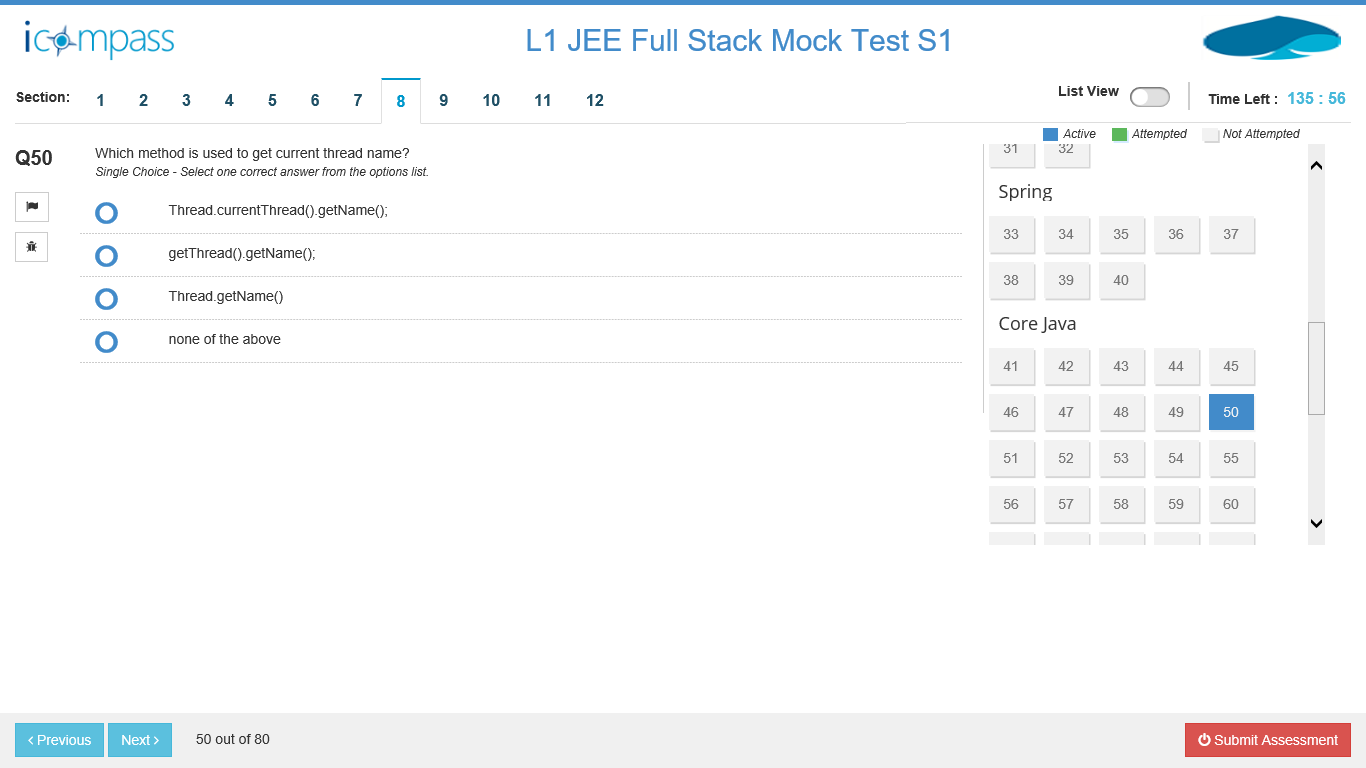 icompass
L1 JEE Full Stack Mock Test S1
Section: 1 2 3 4 5 6 7 8 9 10 11 12
List View
Time Left : 135 : 56
Active Attempted Not Attempted
Q50
Which method is used to get current thread name?
Single Choice - Select one correct answer from the options list.
Thread.currentThread().getName();
getThread().getName();
Thread.getName()
none of the above
31 32
Spring
33 34 35 36 37
38 39 40
Core Java
41 42 43 44 45
46 47 48 49 50
51 52 53 54 55
56 57 58 59 60
‹ Previous
Next ›
50 out of 80
Submit Assessment